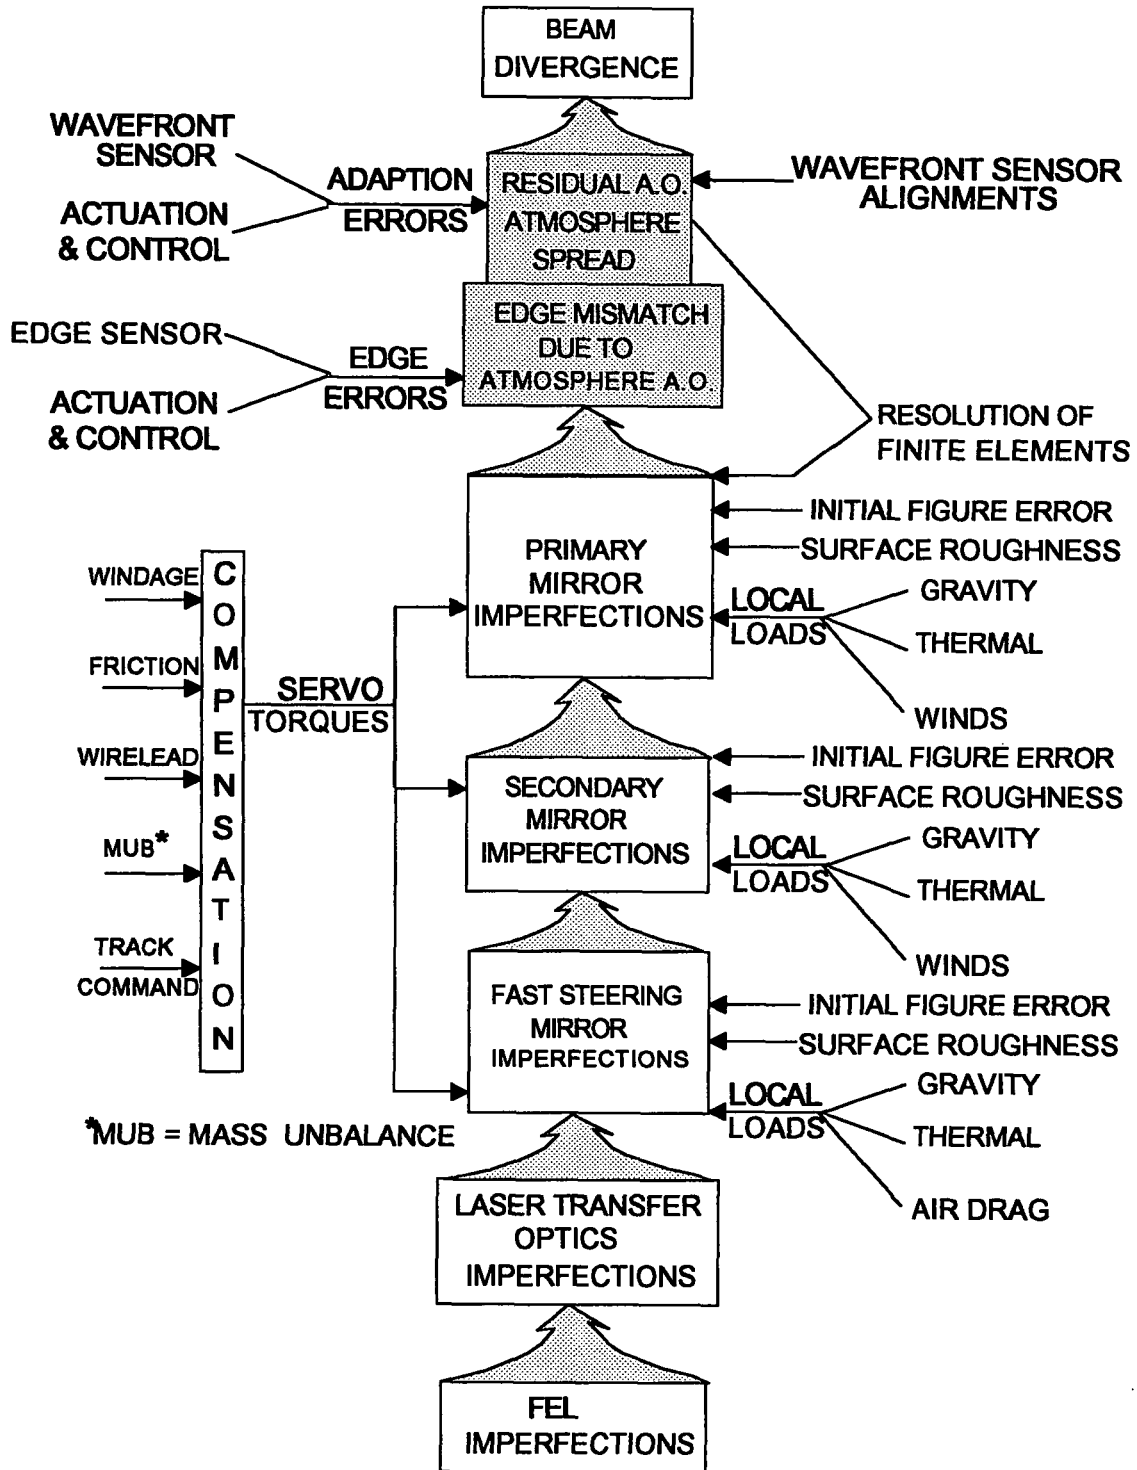 BEAM
DIVERGENCE
WAVEFRONT
SENSOR
ACTUATION
& CONTROL
ADAPTION
ERRORS
RESIDUAL A.O.
ATMOSPHERE
SPREAD
WAVEFRONT SENSOR
ALIGNMENTS
EDGE SENSOR
ACTUATION
& CONTROL
EDGE
ERRORS
EDGE MISMATCH
DUE TO
ATMOSPHERE A.O.
RESOLUTION OF
FINITE ELEMENTS
PRIMARY
MIRROR
IMPERFECTIONS
INITIAL FIGURE ERROR
SURFACE ROUGHNESS
LOCAL
LOADS
GRAVITY
THERMAL
WINDS
WINDAGE
FRICTION
WIRELEAD
MUB*
TRACK
COMMAND
COMPENSATION
SERVO
TORQUES
SECONDARY
MIRROR
IMPERFECTIONS
INITIAL FIGURE ERROR
SURFACE ROUGHNESS
LOCAL
LOADS
GRAVITY
THERMAL
WINDS
FAST STEERING
MIRROR
IMPERFECTIONS
INITIAL FIGURE ERROR
SURFACE ROUGHNESS
LOCAL
LOADS
GRAVITY
THERMAL
AIR DRAG
*MUB = MASS UNBALANCE
LASER TRANSFER
OPTICS
IMPERFECTIONS
FEL
IMPERFECTIONS